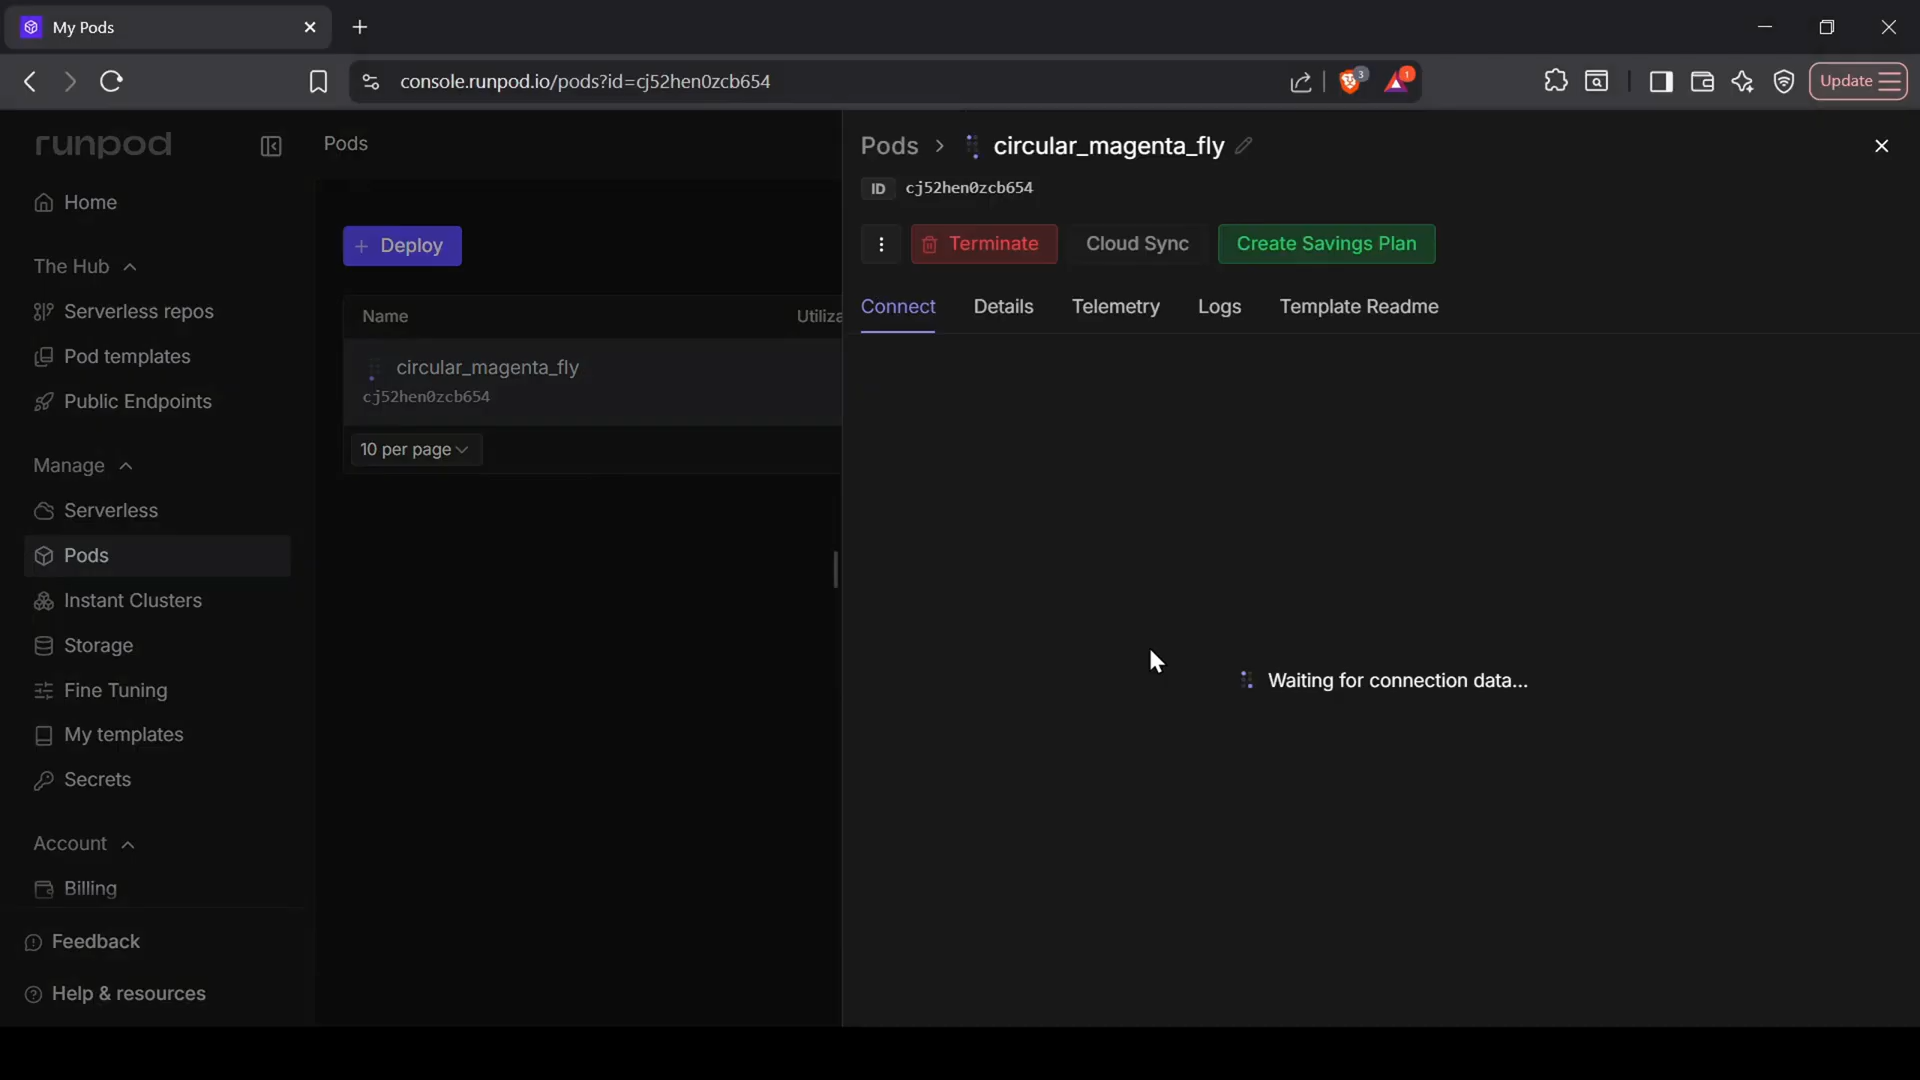 My Pods
console.runpod.io/pods?id=cj52hen0zcb654
3
1
Update
runpod
Home
The Hub
Serverless repos
Pod templates
Public Endpoints
Manage
Serverless
Pods
Instant Clusters
Storage
Fine Tuning
My templates
Secrets
Account
Billing
Feedback
Help & resources
Pods
+ Deploy
Name Utiliza
circular_magenta_fly
cj52hen0zcb654
10 per page
Pods > circular_magenta_fly
ID cj52hen0zcb654
Terminate Cloud Sync Create Savings Plan
Connect Details Telemetry Logs Template Readme
Waiting for connection data...